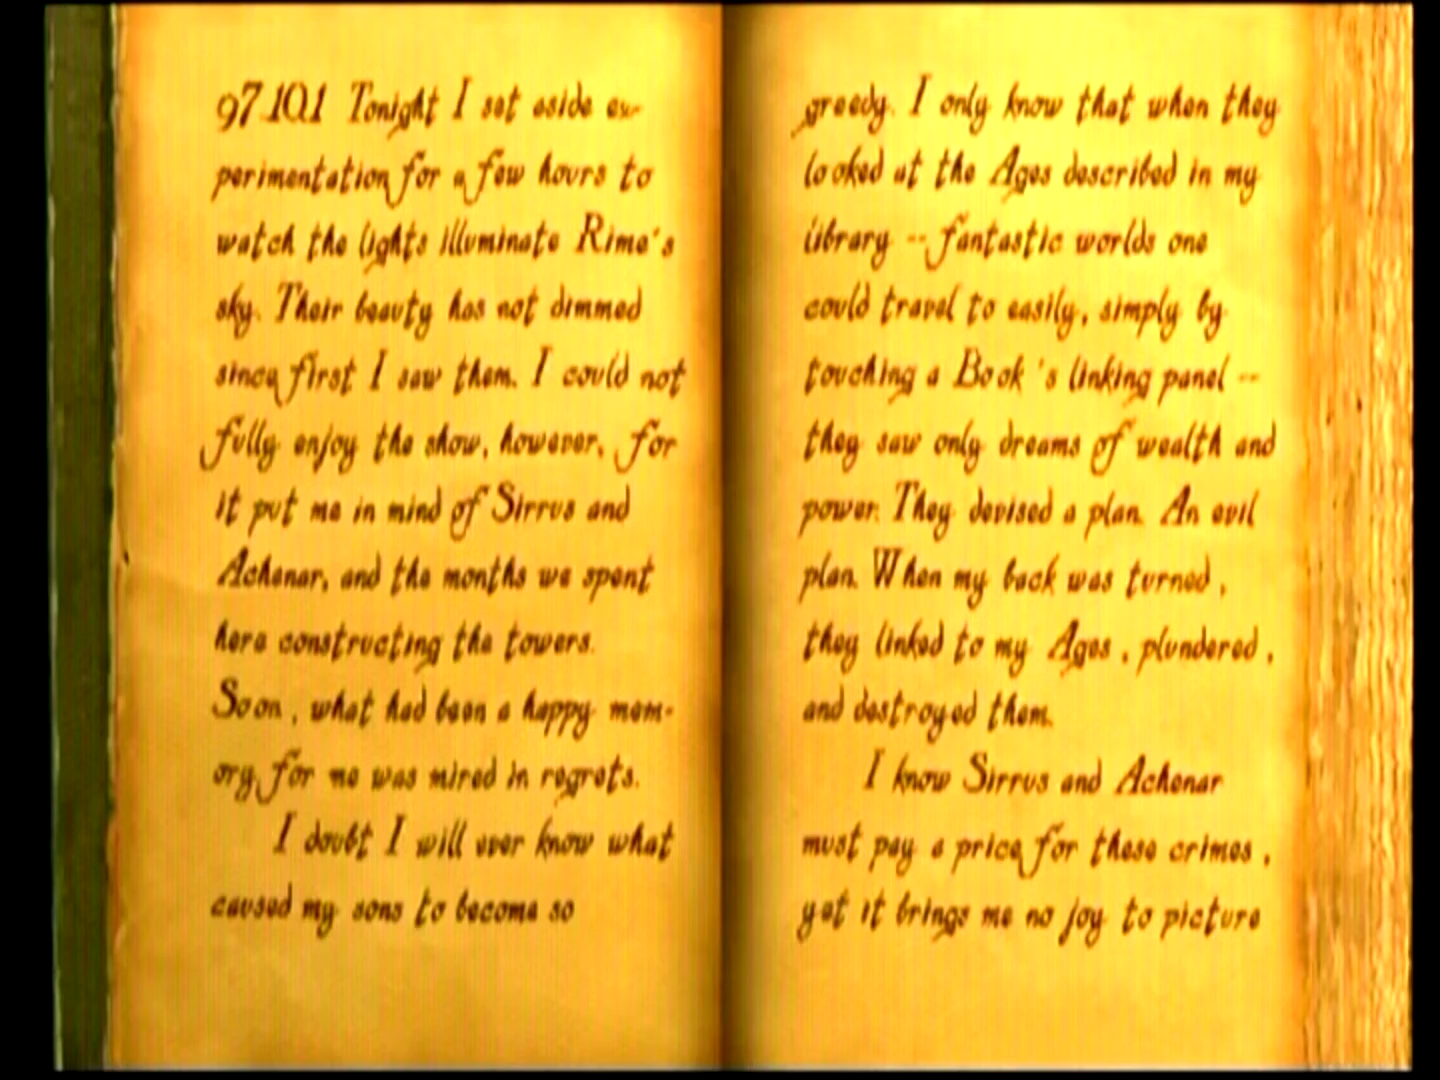 97.10.1 Tonight I set aside ex-
perimentation for a few hours to
watch the lights illuminate Rime's
sky. Their beauty has not dimmed
since first I saw them. I could not
fully enjoy the show, however, for
it put me in mind of Sirrus and
Achenar, and the months we spent
here constructing the towers.
Soon, what had been a happy mem-
ory for me was mired in regrets.
I doubt I will ever know what
caused my sons to become so
greedy. I only know that when they
looked at the Ages described in my
library -- fantastic worlds one
could travel to easily, simply by
touching a Book's linking panel --
they saw only dreams of wealth and
power. They devised a plan. An evil
plan. When my back was turned,
they linked to my Ages, plundered,
and destroyed them.
I know Sirrus and Achenar
must pay a price for these crimes,
yet it brings me no joy to picture